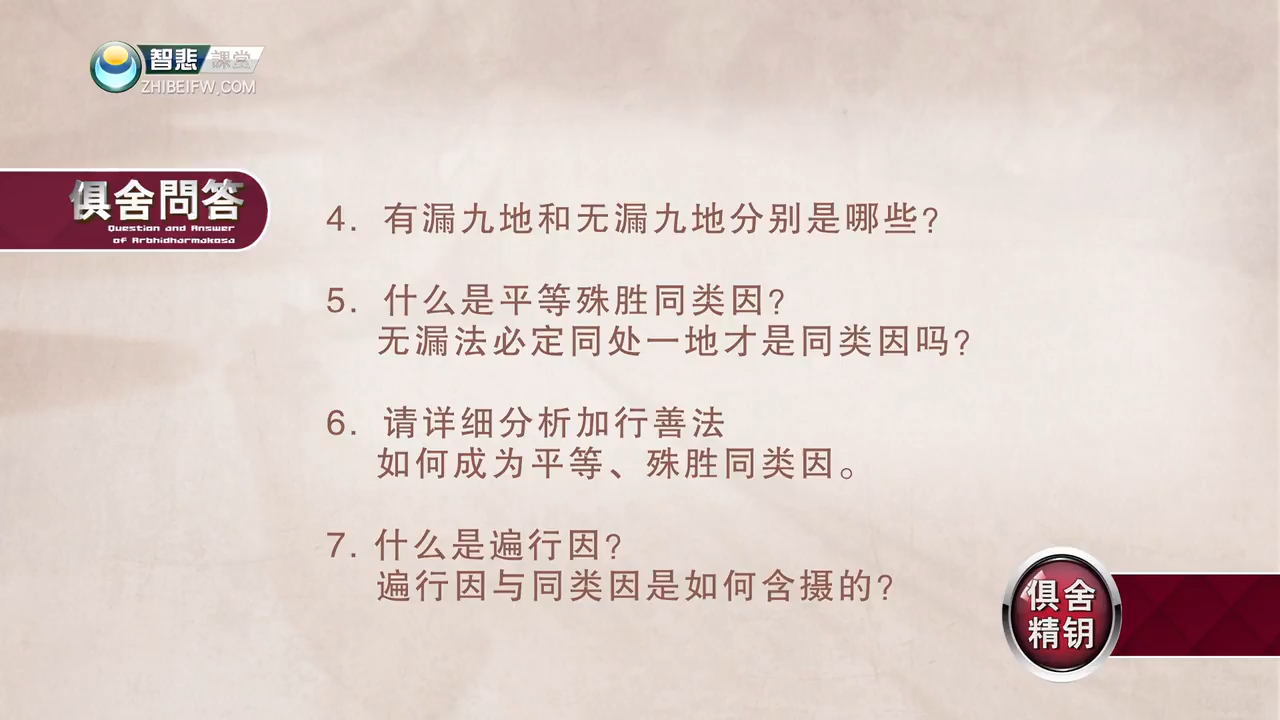 智悲課堂
ZHIBEIFW.COM
俱舍問答
Question and Answer
of Arbhidharmakosa
4. 有漏九地和无漏九地分别是哪些?
5. 什么是平等殊胜同类因?
无漏法必定同处一地才是同类因吗?
6. 请详细分析加行善法
如何成为平等、殊胜同类因。
7. 什么是遍行因?
遍行因与同类因是如何含摄的?
俱舍
精钥